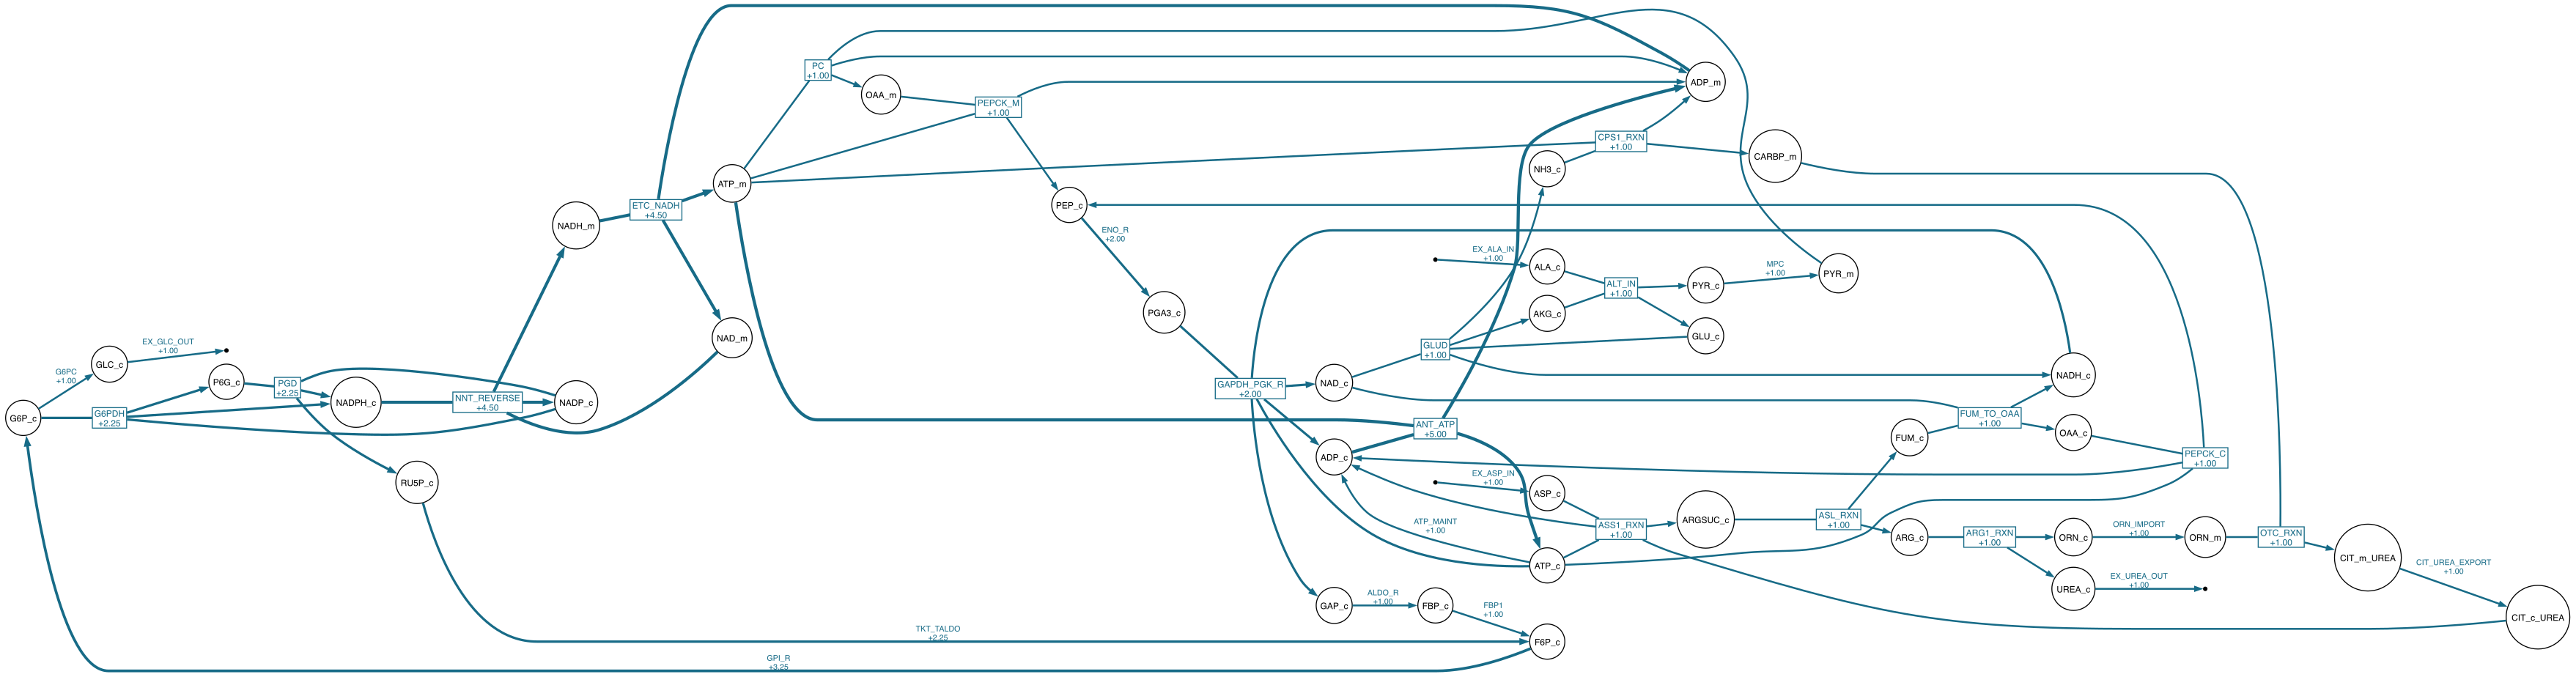 PC
+1.00
OAA_m
PEPCK_M
+1.00
ADP_m
CPS1_RXN
+1.00
CARBP_m
NH3_c
ATP_m
ETC_NADH
+4.50
NADH_m
PEP_c
ENO_R
+2.00
EX_ALA_IN
+1.00
ALA_c
ALT_IN
+1.00
PYR_c
MPC
+1.00
PYR_m
AKG_c
GLU_c
GLUD
+1.00
PGA3_c
NAD_m
EX_GLC_OUT
+1.00
GLC_c
G6PC
+1.00
P6G_c
PGD
+2.25
NADPH_c
NNT_REVERSE
+4.50
NADP_c
G6P_c
G6PDH
+2.25
GAPDH_PGK_R
+2.00
NAD_c
NADH_c
FUM_TO_OAA
+1.00
FUM_c
OAA_c
ANT_ATP
+5.00
ADP_c
PEPCK_C
+1.00
RU5P_c
EX_ASP_IN
+1.00
ASP_c
ATP_MAINT
+1.00
ASS1_RXN
+1.00
ARGSUC_c
ASL_RXN
+1.00
ARG_c
ARG1_RXN
+1.00
ORN_c
ORN_IMPORT
+1.00
ORN_m
OTC_RXN
+1.00
CIT_m_UREA
CIT_UREA_EXPORT
+1.00
CIT_c_UREA
ATP_c
UREA_c
EX_UREA_OUT
+1.00
GAP_c
ALDO_R
+1.00
FBP_c
FBP1
+1.00
F6P_c
TKT_TALDO
+2.25
GPI_R
+3.25